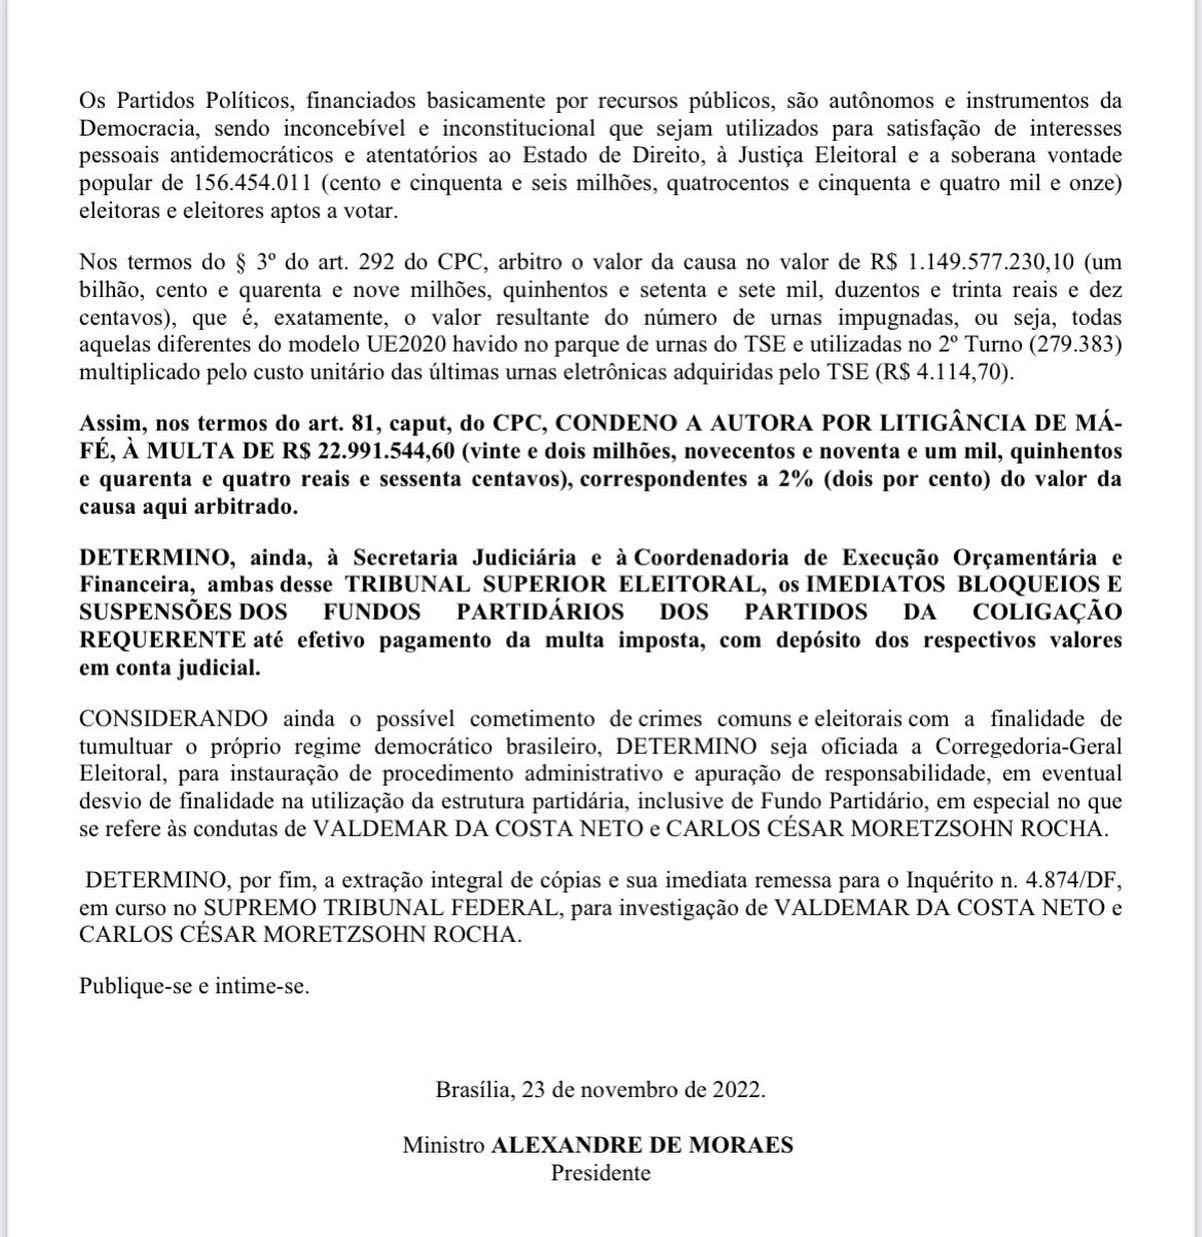 Os Partidos Políticos, financiados basicamente por recursos públicos, são autônomos e instrumentos da
Democracia, sendo inconcebível e inconstitucional que sejam utilizados para satisfação de interesses
pessoais antidemocráticos e atentatórios ao Estado de Direito, à Justiça Eleitoral e a soberana vontade
popular de 156.454.011 (cento e cinquenta e seis milhões, quatrocentos e cinquenta e quatro mil e onze)
eleitoras e eleitores aptos a votar.
Nos termos do § 3º do art. 292 do CPC, arbitro o valor da causa no valor de R$ 1.149.577.230,10 (um
bilhão, cento e quarenta e nove milhões, quinhentos e setenta e sete mil, duzentos e trinta reais e dez
centavos), que é, exatamente, o valor resultante do número de urnas impugnadas, ou seja, todas
aquelas diferentes do modelo UE2020 havido no parque de urnas do TSE e utilizadas no 2º Turno (279.383)
multiplicado pelo custo unitário das últimas urnas eletrônicas adquiridas pelo TSE (R$ 4.114,70).
Assim, nos termos do art. 81, caput, do CPC, CONDENO A AUTORA POR LITIGÂNCIA DE MÁ-
FÉ, À MULTA DE R$ 22.991.544,60 (vinte e dois milhões, novecentos e noventa e um mil, quinhentos
e quarenta e quatro reais e sessenta centavos), correspondentes a 2% (dois por cento) do valor da
causa aqui arbitrado.
DETERMINO, ainda, à Secretaria Judiciária e à Coordenadoria de Execução Orçamentária e
Financeira, ambas desse TRIBUNAL SUPERIOR ELEITORAL, os IMEDIATOS BLOQUEIOS E
SUSPENSÕES DOS FUNDOS PARTIDÁRIOS DOS PARTIDOS DA COLIGAÇÃO
REQUERENTE até efetivo pagamento da multa imposta, com depósito dos respectivos valores
em conta judicial.
CONSIDERANDO ainda o possível cometimento de crimes comuns e eleitorais com a finalidade de
tumultuar o próprio regime democrático brasileiro, DETERMINO seja oficiada a Corregedoria-Geral
Eleitoral, para instauração de procedimento administrativo e apuração de responsabilidade, em eventual
desvio de finalidade na utilização da estrutura partidária, inclusive de Fundo Partidário, em especial no que
se refere às condutas de VALDEMAR DA COSTA NETO e CARLOS CÉSAR MORETZSOHN ROCHA.
DETERMINO, por fim, a extração integral de cópias e sua imediata remessa para o Inquérito n. 4.874/DF,
em curso no SUPREMO TRIBUNAL FEDERAL, para investigação de VALDEMAR DA COSTA NETO e
CARLOS CÉSAR MORETZSOHN ROCHA.
Publique-se e intime-se.
Brasília, 23 de novembro de 2022.
Ministro ALEXANDRE DE MORAES
Presidente